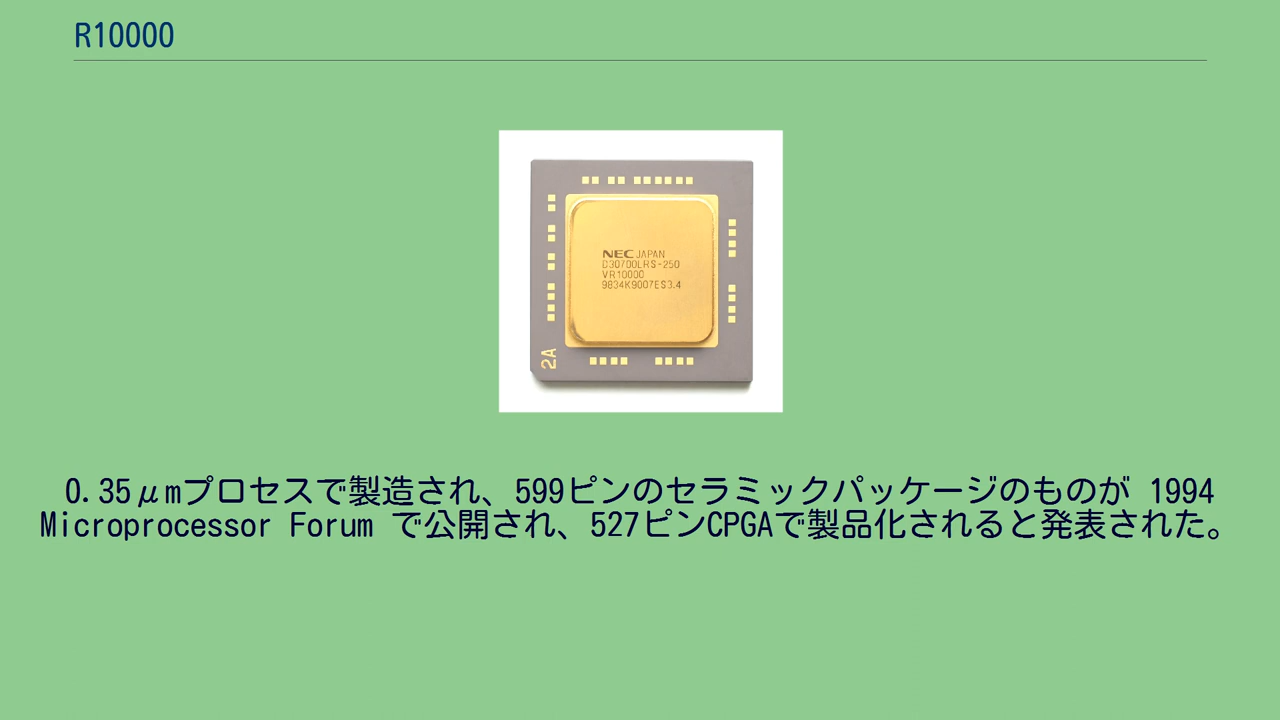 R10000
NEC JAPAN
D30700LRS-250
VR10000
9834K9007ES3.4
2A
0.35μmプロセスで製造され、599ピンのセラミックパッケージのものが 1994
Microprocessor Forum で公開され、527ピンCPGAで製品化されると発表された。